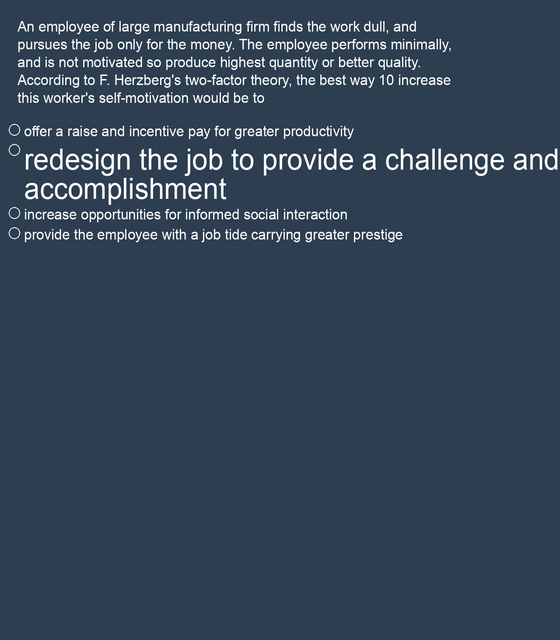 An employee of large manufacturing firm finds the work dull, and
pursues the job only for the money. The employee performs minimally,
and is not motivated so produce highest quantity or better quality.
According to F. Herzberg's two-factor theory, the best way 10 increase
this worker's self-motivation would be to
offer a raise and incentive pay for greater productivity
redesign the job to provide a challenge and
accomplishment
increase opportunities for informed social interaction
provide the employee with a job tide carrying greater prestige